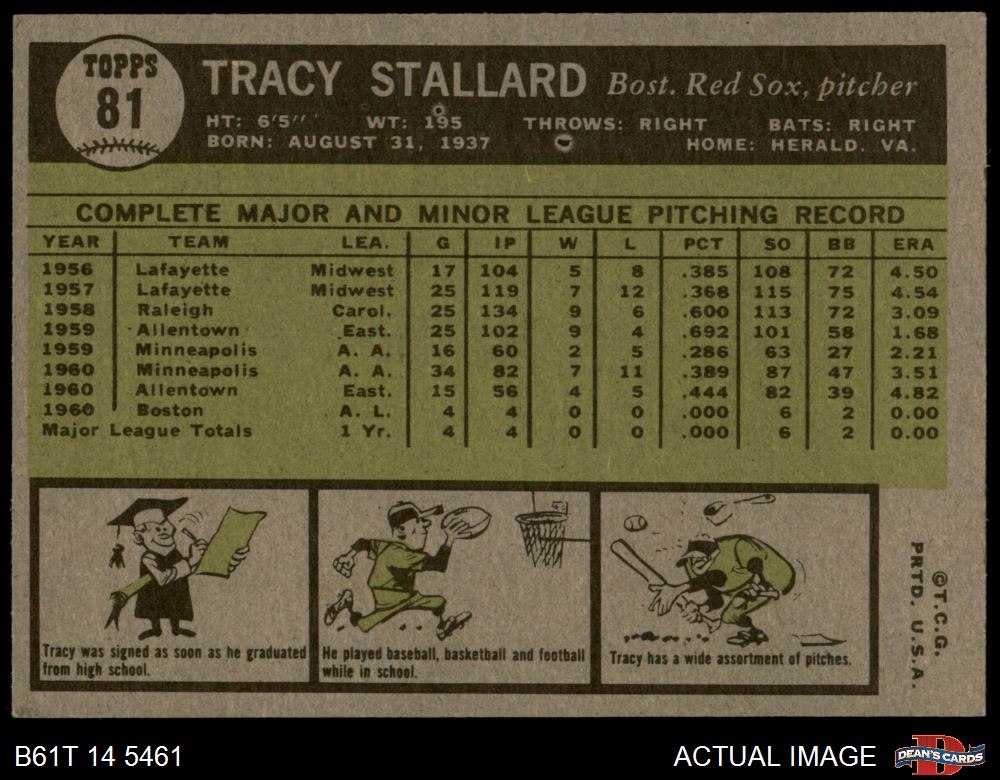 TOPPS
81
TRACY STALLARD Bost. Red Sox, pitcher
HT: 6'5" WT: 195 THROWS: RIGHT BATS: RIGHT
BORN: AUGUST 31, 1937 HOME: HERALD, VA.
COMPLETE MAJOR AND MINOR LEAGUE PITCHING RECORD
YEAR TEAM LEA. G IP W L PCT SO BB ERA
1956 Lafayette Midwest 17 104 5 8 .385 108 72 4.50
1957 Lafayette Midwest 25 119 7 12 .368 115 75 4.54
1958 Raleigh Carol. 25 134 9 6 .600 113 72 3.09
1959 Allentown East. 25 102 9 4 .692 101 58 1.68
1959 Minneapolis A. A. 16 60 2 5 .286 63 27 2.21
1960 Minneapolis A. A. 34 82 7 11 .389 87 47 3.51
1960 Allentown East. 15 56 4 5 .444 82 39 4.82
1960 Boston A. L. 4 4 0 0 .000 6 2 0.00
Major League Totals 1 Yr. 4 4 0 0 .000 6 2 0.00
Tracy was signed as soon as he graduated
from high school.
He played baseball, basketball and football
while in school.
Tracy has a wide assortment of pitches.
©T.C.G.
PRTD. U.S.A.
B61T 14 5461
ACTUAL IMAGE
DEAN'S CARDS